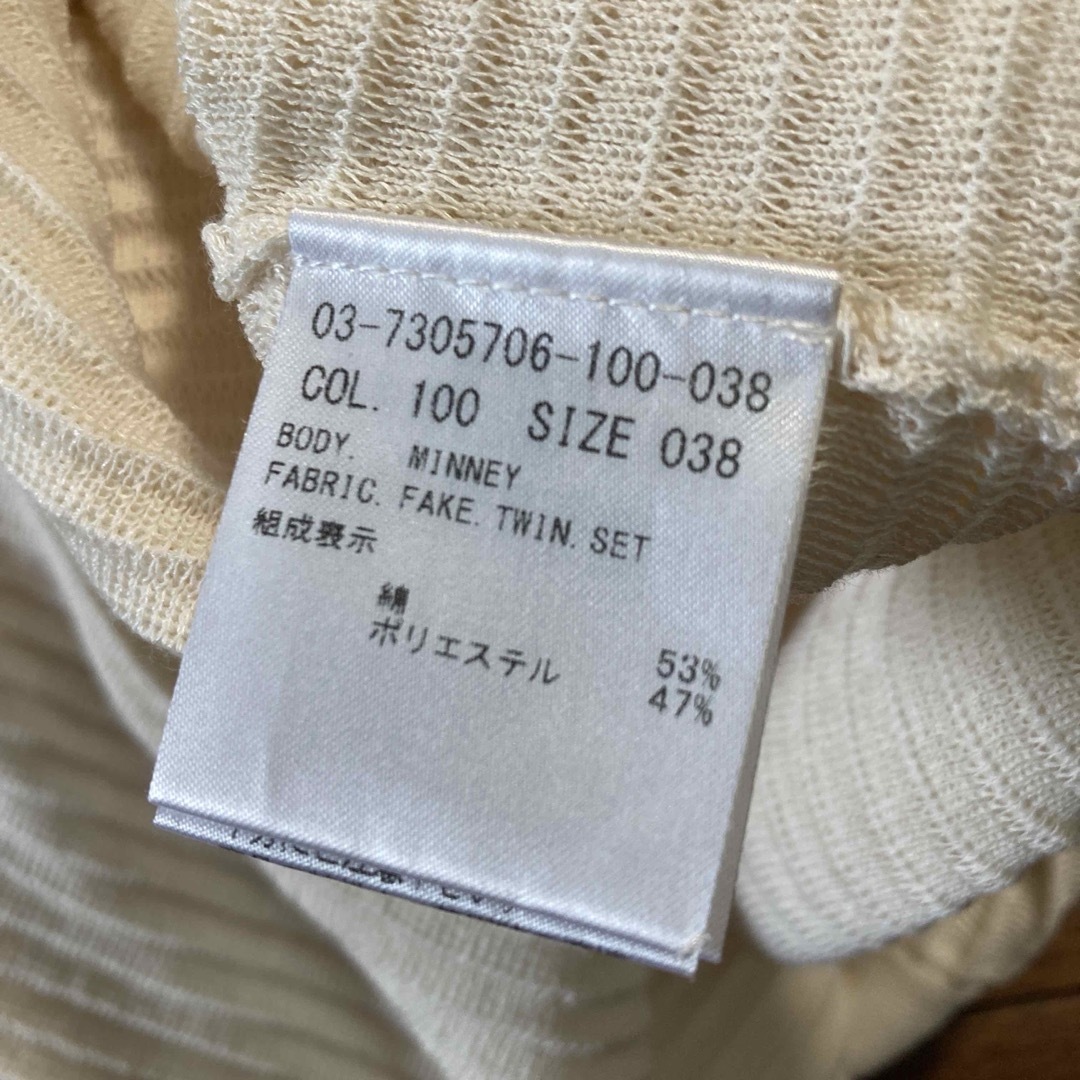 03-7305706-100-038
COL. 100 SIZE 038
BODY. MINNEY
FABRIC. FAKE. TWIN. SET
組成表示
綿
ポリエステル 53%
47%